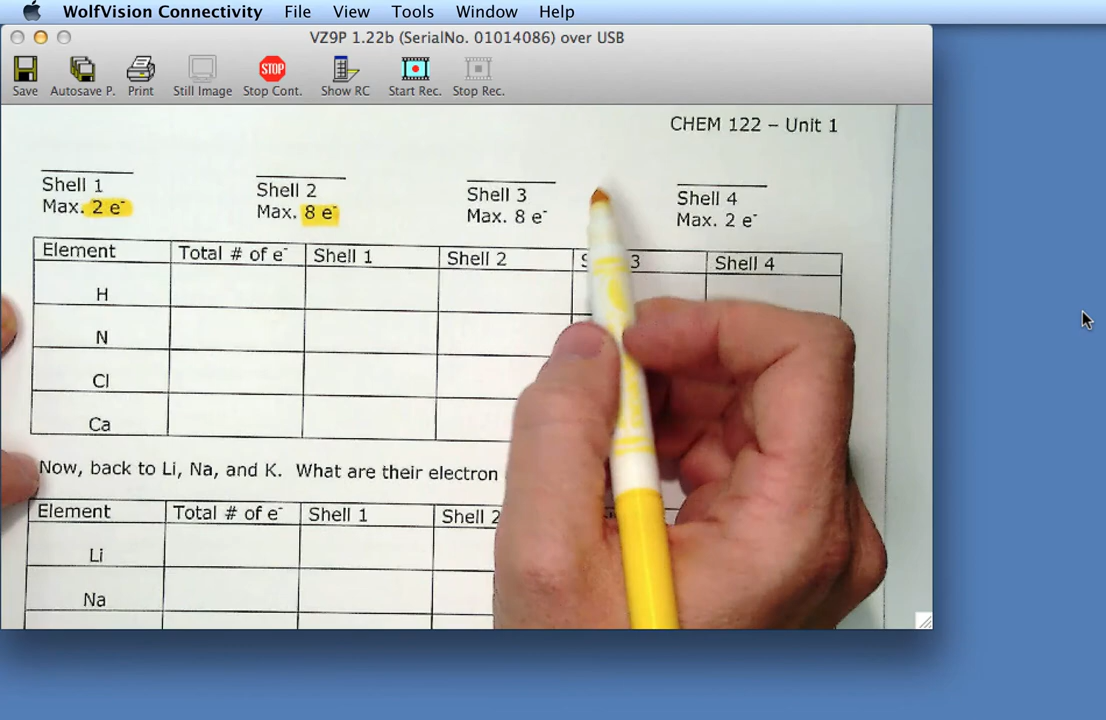 WolfVision Connectivity File View Tools Window Help
VZ9P 1.22b (SerialNo. 01014086) over USB
STOP
Save Autosave P. Print Still Image Stop Cont. Show RC Start Rec. Stop Rec.
CHEM 122 – Unit 1
Shell 1 Shell 2 Shell 3 Shell 4
Max. 2 e⁻ Max. 8 e⁻ Max. 8 e⁻ Max. 2 e⁻
Element Total # of e⁻ Shell 1 Shell 2 3 Shell 4
H
N
Cl
Ca
Now, back to Li, Na, and K. What are their electron
Element Total # of e⁻ Shell 1 Shell 2
Li
Na